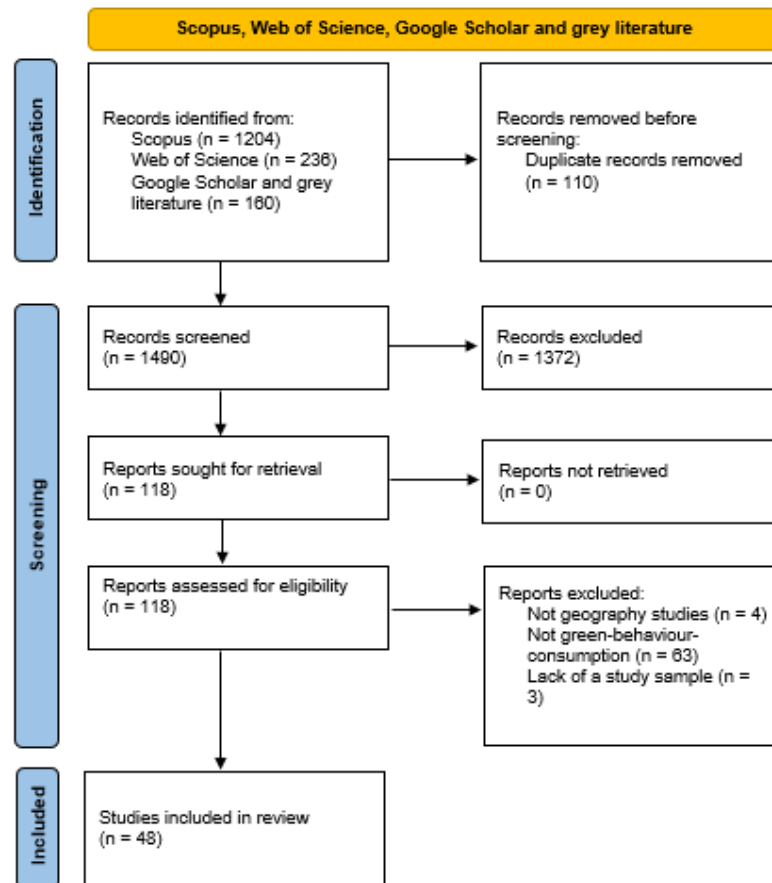 Scopus, Web of Science, Google Scholar and grey literature
Identification
Records identified from:
Scopus (n = 1204)
Web of Science (n = 236)
Google Scholar and grey
literature (n = 160)
Records removed before
screening:
Duplicate records removed
(n = 110)
Screening
Records screened
(n = 1490)
Records excluded
(n = 1372)
Reports sought for retrieval
(n = 118)
Reports not retrieved
(n = 0)
Reports assessed for eligibility
(n = 118)
Reports excluded:
Not geography studies (n = 4)
Not green-behaviour-
consumption (n = 63)
Lack of a study sample (n =
3)
Included
Studies included in review
(n = 48)